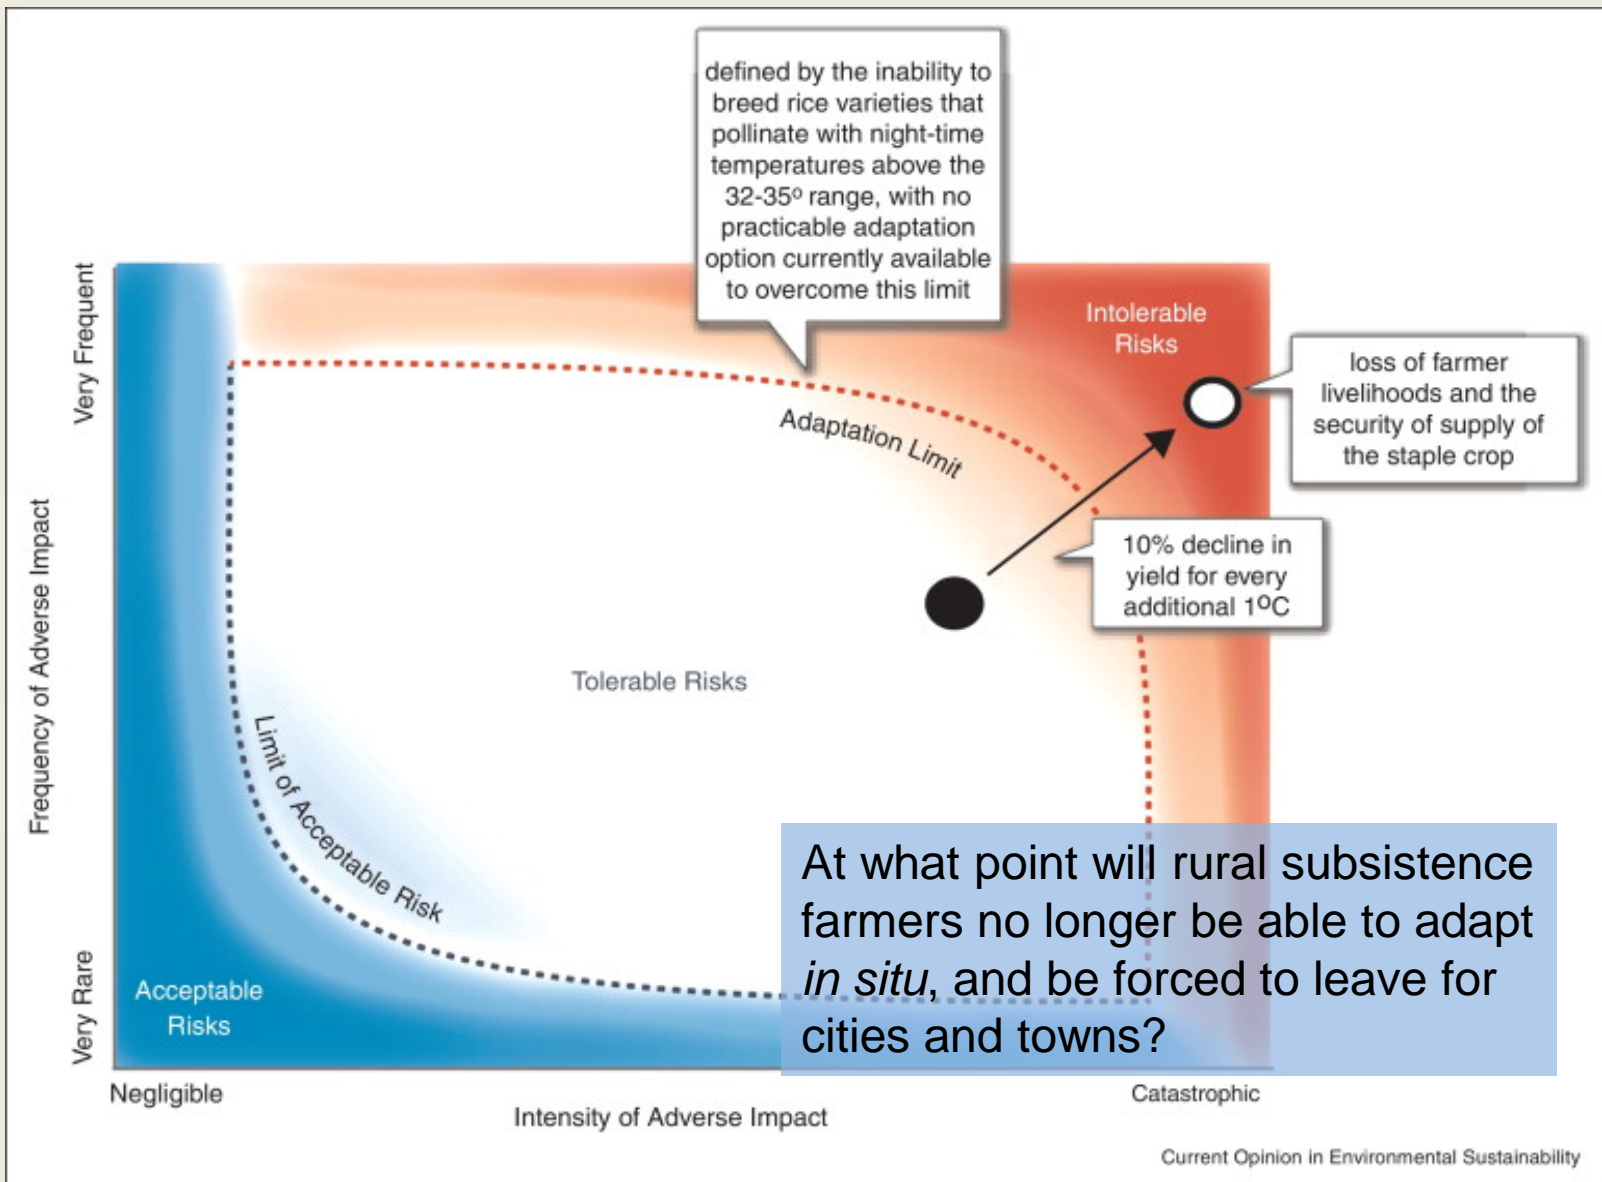 defined by the inability to
breed rice varieties that
pollinate with night-time
temperatures above the
32-35º range, with no
practicable adaptation
option currently available
to overcome this limit
Very Frequent
Intolerable
Risks
loss of farmer
livelihoods and the
security of supply of
the staple crop
Adaptation Limit
10% decline in
yield for every
additional 1ºC
Frequency of Adverse Impact
Tolerable Risks
Limit of Acceptable Risk
At what point will rural subsistence
farmers no longer be able to adapt
in situ, and be forced to leave for
cities and towns?
Very Rare
Acceptable
Risks
Negligible
Catastrophic
Intensity of Adverse Impact
Current Opinion in Environmental Sustainability